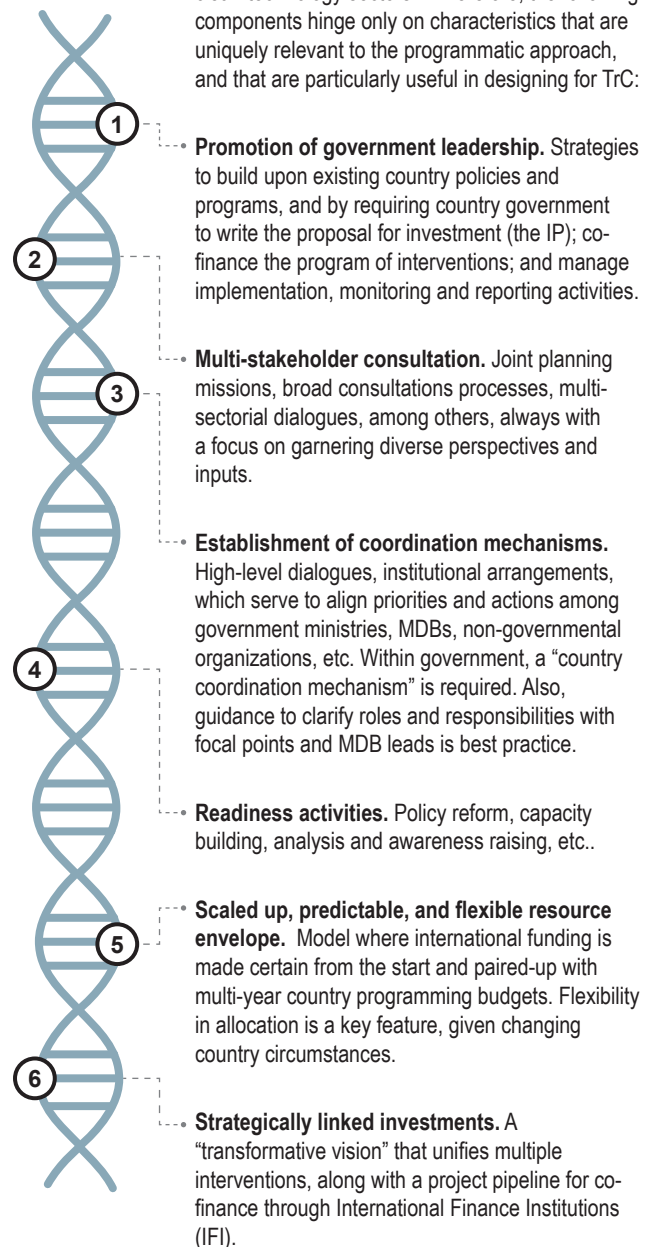 components hinge only on characteristics that are
uniquely relevant to the programmatic approach,
and that are particularly useful in designing for TrC:
1
Promotion of government leadership. Strategies
to build upon existing country policies and
programs, and by requiring country government
to write the proposal for investment (the IP); co-
finance the program of interventions; and manage
implementation, monitoring and reporting activities.
2
Multi-stakeholder consultation. Joint planning
missions, broad consultations processes, multi-
sectorial dialogues, among others, always with
a focus on garnering diverse perspectives and
inputs.
3
Establishment of coordination mechanisms.
High-level dialogues, institutional arrangements,
which serve to align priorities and actions among
government ministries, MDBs, non-governmental
organizations, etc. Within government, a “country
coordination mechanism” is required. Also,
guidance to clarify roles and responsibilities with
focal points and MDB leads is best practice.
4
Readiness activities. Policy reform, capacity
building, analysis and awareness raising, etc..
5
Scaled up, predictable, and flexible resource
envelope. Model where international funding is
made certain from the start and paired-up with
multi-year country programming budgets. Flexibility
in allocation is a key feature, given changing
country circumstances.
6
Strategically linked investments. A
“transformative vision” that unifies multiple
interventions, along with a project pipeline for co-
finance through International Finance Institutions
(IFI).